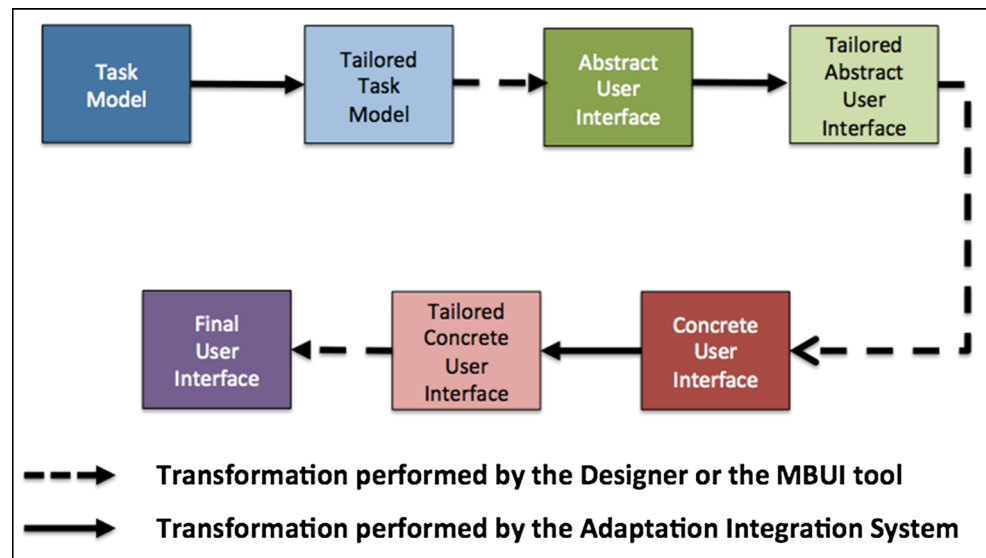 Task
Model
Tailored
Task
Model
Abstract
User
Interface
Tailored
Abstract
User
Interface
Final
User
Interface
Tailored
Concrete
User
Interface
Concrete
User
Interface
Transformation performed by the Designer or the MBUI tool
Transformation performed by the Adaptation Integration System